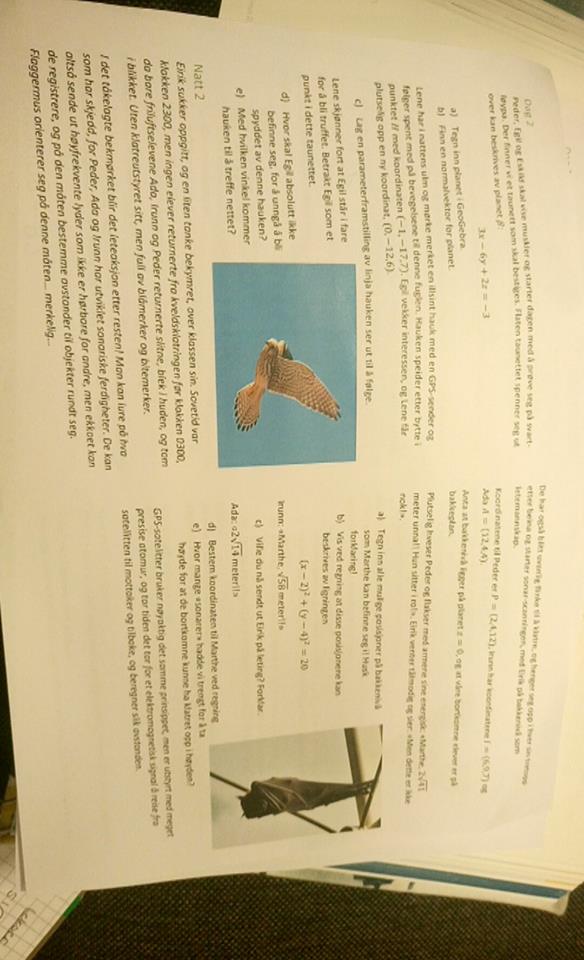 Dag 2
Peder, Egil og Eskild skal vise muskler og starter dagen med å prøve seg på svart-
løypa. Der finner vi et taunett som skal bestiges. Flaten taunettet spenner seg ut
over kan beskrives av planet β:
3x − 6y + 2z = −3
a) Tegn inn planet i GeoGebra.
b) Finn en normalvektor for planet.
Lene har i nattens ulm og mørke merket en illsint hauk med en GPS-sender og
følger spent med på bevegelsene til denne fuglen. Hauken speider etter bytte i
punktet H med koordinaten (−1,−17,7). Egil vekker interessen, og Lene får
plutselig opp en ny koordinat, (0,−12,6).
c) Lag en parameterframstilling av linja hauken ser ut til å følge.
Lene skjønner fort at Egil står i fare
for å bli truffet. Betrakt Egil som et
punkt i dette taunettet.
d) Hvor skal Egil absolutt ikke
befinne seg, for å unngå å bli
spyddet av denne hauken?
e) Med hvilken vinkel kommer
hauken til å treffe nettet?
Natt 2
Eirik sukker oppgitt, og en liten tanke bekymret, over klassen sin. Sovetid var
klokken 2300, men ingen elever returnerte fra kveldsklatringen før klokken 0300,
da bare friluftselevene Ada, Irunn og Peder returnerte slitne, blek i huden, og tom
i blikket. Uten klatreutstyret sitt, men full av blåmerker og bitemerker.
I det tåkelagte bekmørket blir det leteaksjon etter resten! Man kan lure på hva
som har skjedd, for Peder, Ada og Irunn har utviklet sonariske ferdigheter. De kan
altså sende ut høyfrekvente lyder som ikke er hørbare for andre, men ekkoet kan
de registrere, og på den måten bestemme avstander til objekter rundt seg.
Flaggermus orienterer seg på denne måten... merkelig...
De har også blitt uvanlig flinke til å klatre, og henger seg opp i hver sin tretopp
etter beina og starter sonar-scanningen, med Eirik på bakkenivå som
letemannskap.
Koordinatene til Peder er P = (2,4,12), Irunn har koordinatene I = (6,9,7) og
Ada A = (12,4,4).
Anta at bakkenivå ligger på planet z = 0, og at våre bortkomne elever er på
bakkeplan.
Plutselig hveser Peder og flakser med armene sine energisk: «Marthe, 2√41
meter unna!! Hun sitter i ro!». Eirik venter tålmodig og sier: «Men dette er ikke
nok!».
a) Tegn inn alle mulige posisjoner på bakkenivå
som Marthe kan befinne seg i! Husk
forklaring!
b) Vis ved regning at disse posisjonene kan
beskrives av ligningen
(x − 2)² + (y − 4)² = 20
Irunn: «Marthe, √58 meter!!»
c) Ville du nå sendt ut Eirik på leting? Forklar.
Ada: «2√14 meter!!»
d) Bestem koordinaten til Marthe ved regning
e) Hvor mange «sonarer» hadde vi trengt for å ta
høyde for at de bortkomne kunne ha klatret opp i høyden?
GPS-satelitter bruker nøyaktig det samme prinsippet, men er utstyrt med meget
presise atomur, og tar tiden det tar for et elektromagnetisk signal å reise fra
satellitten til mottaker og tilbake, og beregner slik avstanden.